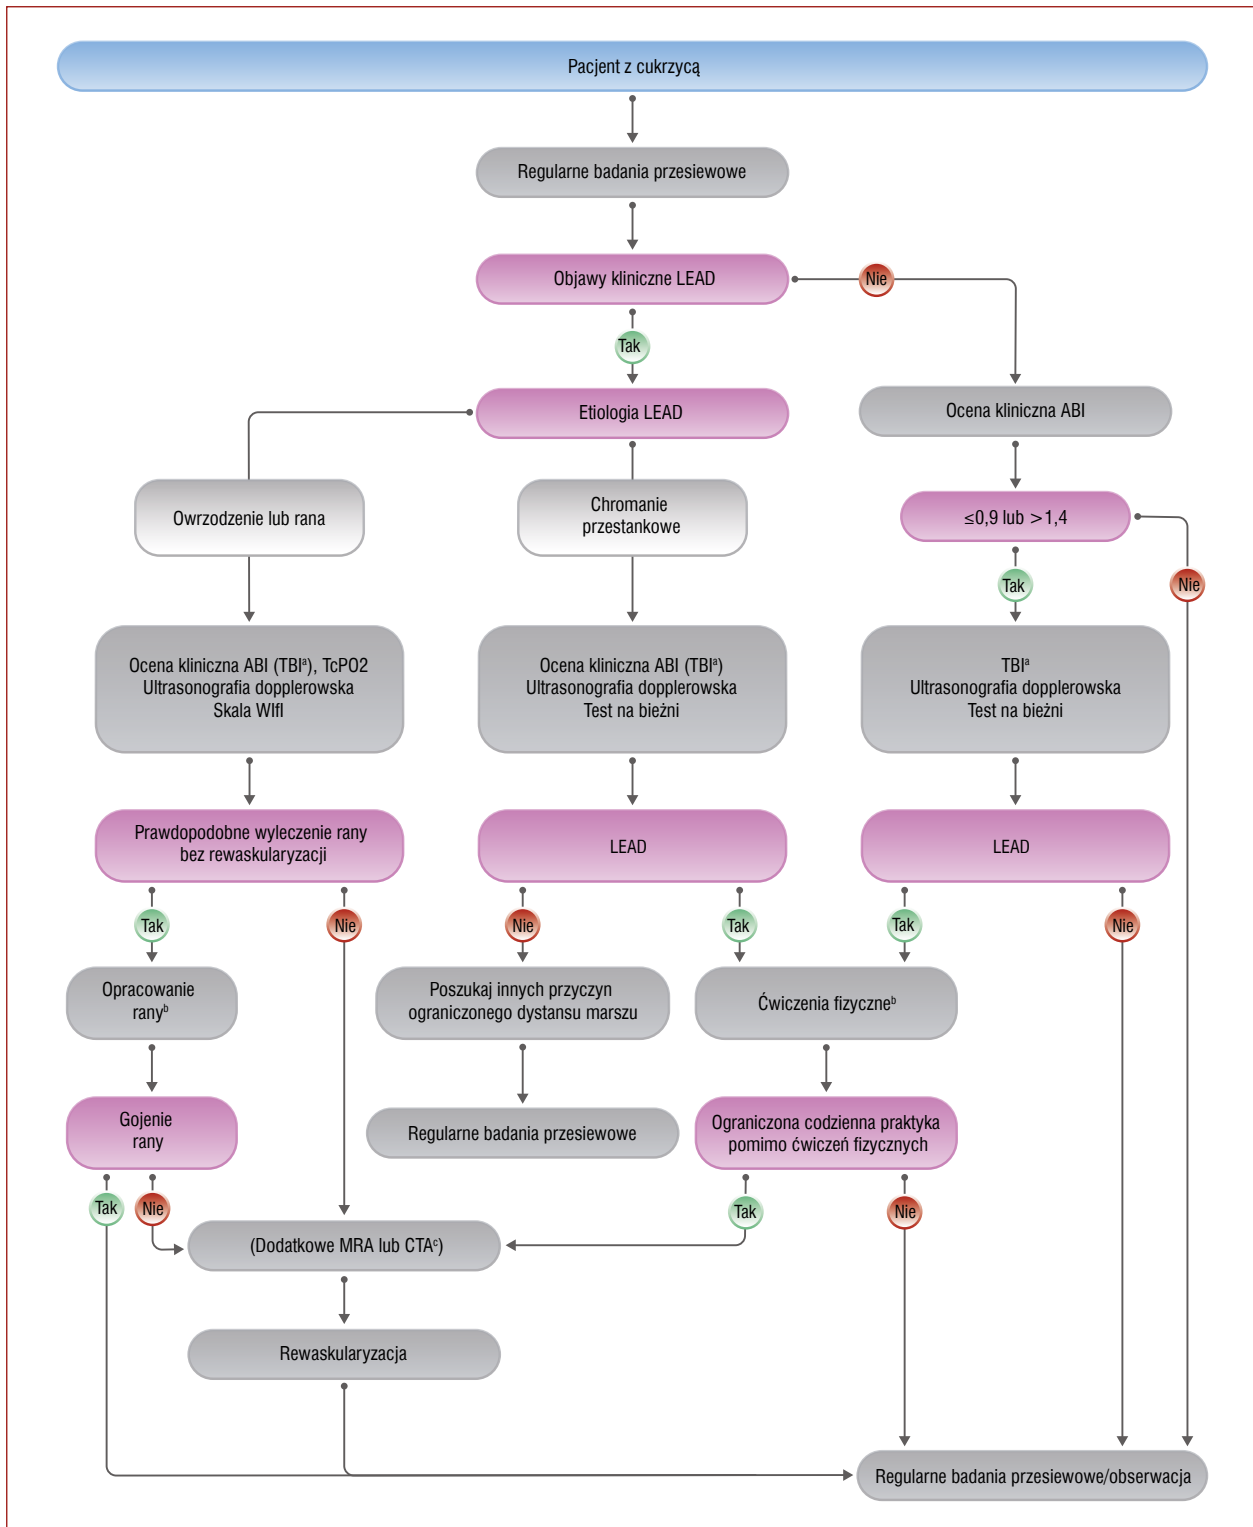 Pacjent z cukrzycą
Regularne badania przesiewowe
Objawy kliniczne LEAD
Nie
Tak
Etiologia LEAD
Ocena kliniczna ABI
Owrzodzenie lub rana
Chromanie
przestankowe
≤0,9 lub >1,4
Tak
Nie
Ocena kliniczna ABI (TBIᵃ), TcPO2
Ultrasonografia dopplerowska
Skala WIfI
Ocena kliniczna ABI (TBIᵃ)
Ultrasonografia dopplerowska
Test na bieżni
TBIᵃ
Ultrasonografia dopplerowska
Test na bieżni
Prawdopodobne wyleczenie rany
bez rewaskularyzacji
LEAD
LEAD
Tak
Nie
Nie
Tak
Tak
Nie
Opracowanie
ranyᵇ
Poszukaj innych przyczyn
ograniczonego dystansu marszu
Ćwiczenia fizyczneᵇ
Gojenie
rany
Regularne badania przesiewowe
Ograniczona codzienna praktyka
pomimo ćwiczeń fizycznych
Tak
Nie
Tak
Nie
(Dodatkowe MRA lub CTAᶜ)
Rewaskularyzacja
Regularne badania przesiewowe/obserwacja